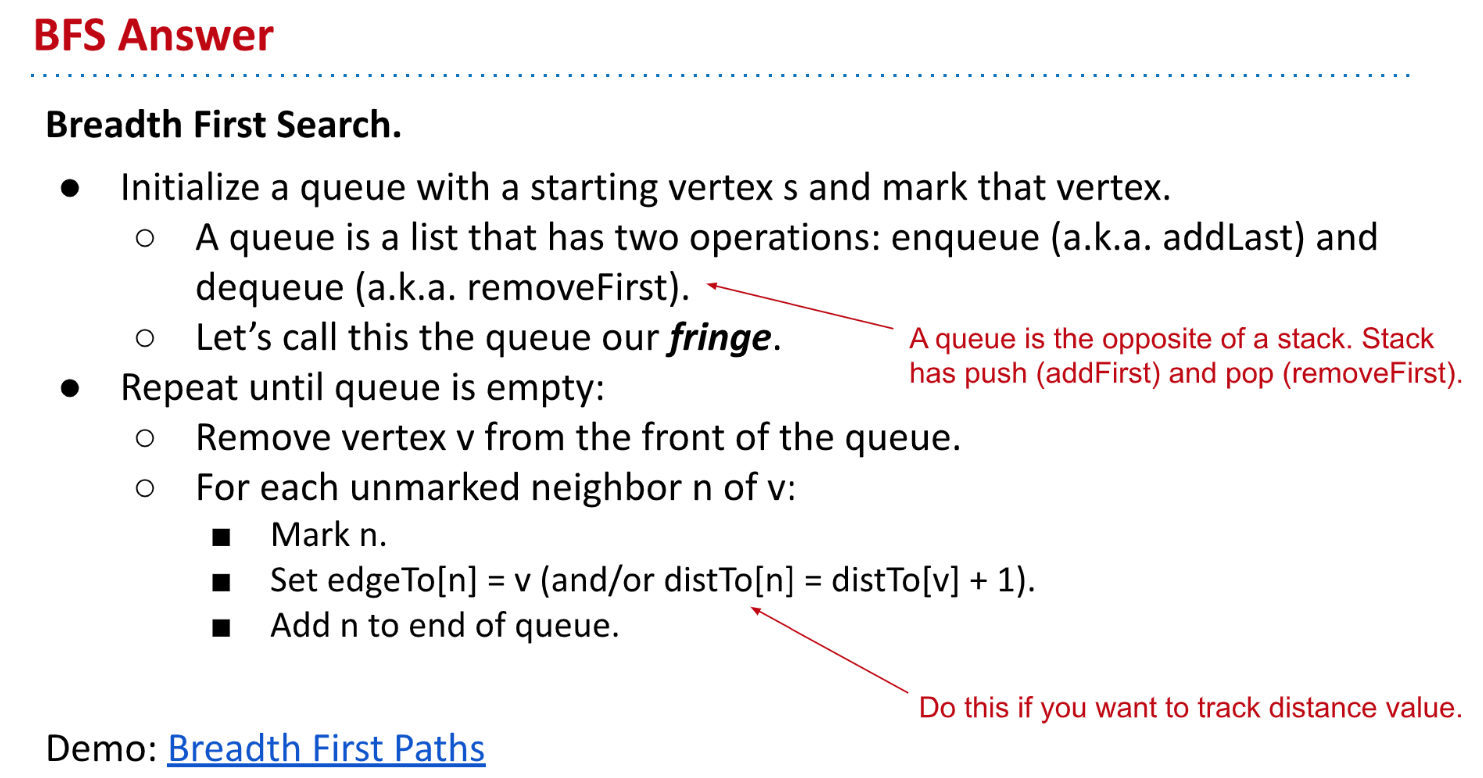 BFS Answer
Breadth First Search.
● Initialize a queue with a starting vertex s and mark that vertex.
○ A queue is a list that has two operations: enqueue (a.k.a. addLast) and
dequeue (a.k.a. removeFirst).
○ Let’s call this the queue our fringe.
A queue is the opposite of a stack. Stack
has push (addFirst) and pop (removeFirst).
● Repeat until queue is empty:
○ Remove vertex v from the front of the queue.
○ For each unmarked neighbor n of v:
■ Mark n.
■ Set edgeTo[n] = v (and/or distTo[n] = distTo[v] + 1).
■ Add n to end of queue.
Do this if you want to track distance value.
Demo: Breadth First Paths